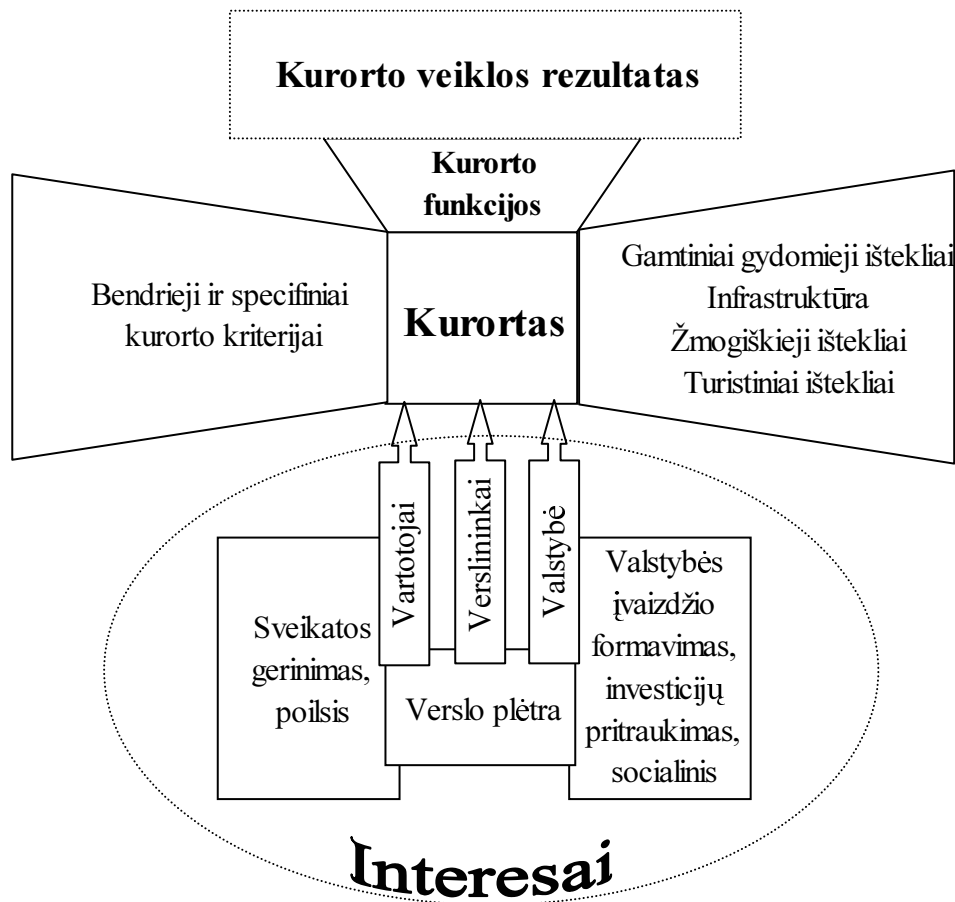 Kurorto veiklos rezultatas
Kurorto
funkcijos
Bendrieji ir specifiniai
kurorto kriterijai
Kurortas
Gamtiniai gydomieji ištekliai
Infrastruktūra
Žmogiškieji ištekliai
Turistiniai ištekliai
Vartotojai
Verslininkai
Valstybė
Sveikatos
gerinimas,
poilsis
Verslo plėtra
Valstybės
įvaizdžio
formavimas,
investicijų
pritraukimas,
socialinis
Interesai